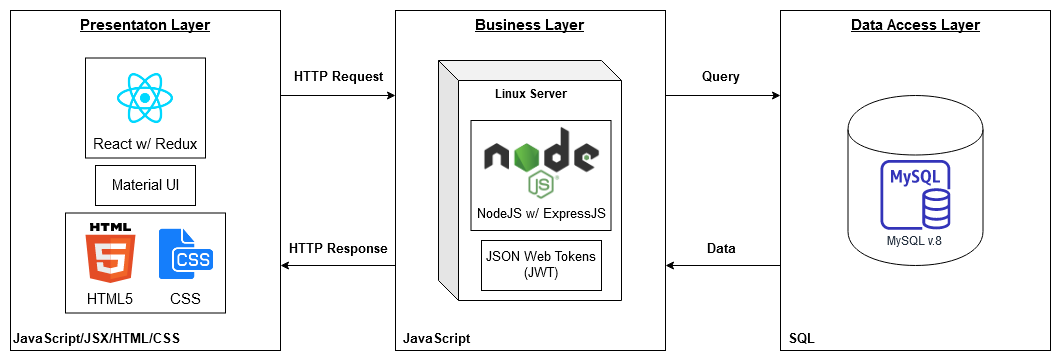 Presentaton Layer
React w/ Redux
Material UI
HTML
5
CSS
HTML5
CSS
JavaScript/JSX/HTML/CSS
HTTP Request
HTTP Response
Business Layer
Linux Server
node
JS
NodeJS w/ ExpressJS
JSON Web Tokens
(JWT)
JavaScript
Query
Data
Data Access Layer
MySQL
MySQL v.8
SQL